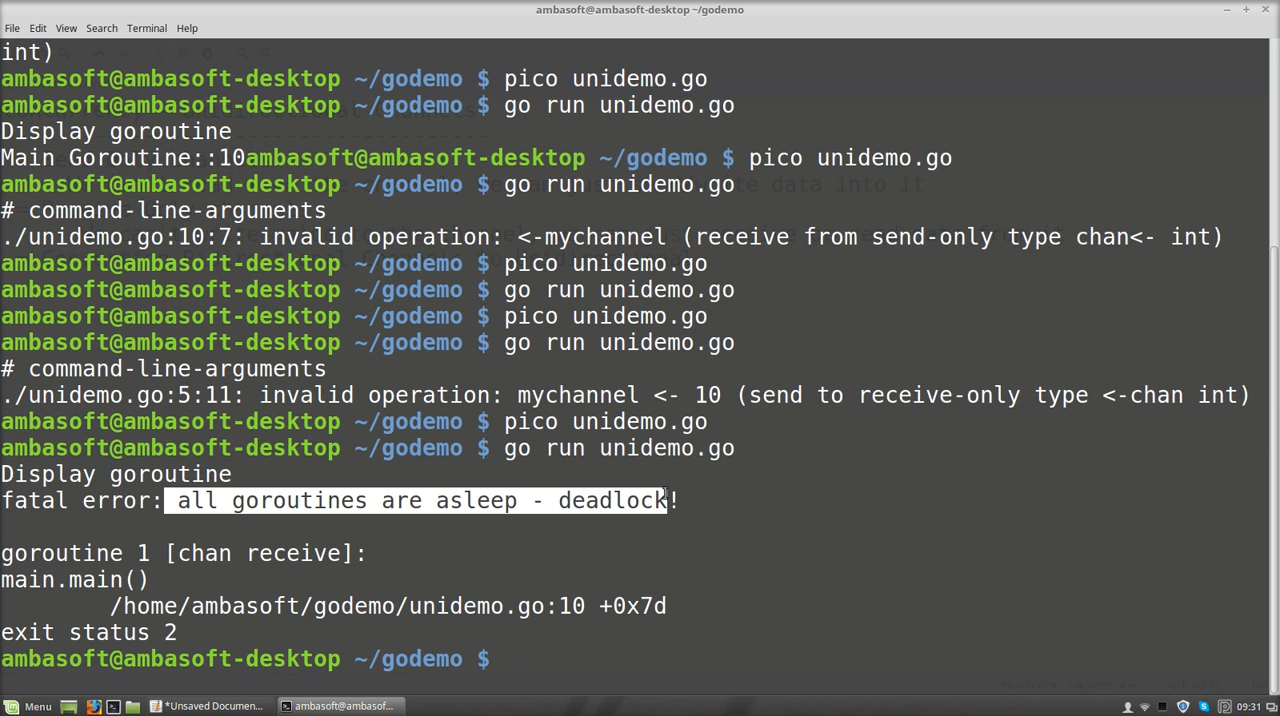 ambasoft@ambasoft-desktop ~/godemo
File Edit View Search Terminal Help
int)
ambasoft@ambasoft-desktop ~/godemo $ pico unidemo.go
ambasoft@ambasoft-desktop ~/godemo $ go run unidemo.go
Display goroutine
Main Goroutine::10ambasoft@ambasoft-desktop ~/godemo $ pico unidemo.go
ambasoft@ambasoft-desktop ~/godemo $ go run unidemo.go
# command-line-arguments
./unidemo.go:10:7: invalid operation: <-mychannel (receive from send-only type chan<- int)
ambasoft@ambasoft-desktop ~/godemo $ pico unidemo.go
ambasoft@ambasoft-desktop ~/godemo $ go run unidemo.go
ambasoft@ambasoft-desktop ~/godemo $ pico unidemo.go
ambasoft@ambasoft-desktop ~/godemo $ go run unidemo.go
# command-line-arguments
./unidemo.go:5:11: invalid operation: mychannel <- 10 (send to receive-only type <-chan int)
ambasoft@ambasoft-desktop ~/godemo $ pico unidemo.go
ambasoft@ambasoft-desktop ~/godemo $ go run unidemo.go
Display goroutine
fatal error: all goroutines are asleep - deadlock!
goroutine 1 [chan receive]:
main.main()
/home/ambasoft/godemo/unidemo.go:10 +0x7d
exit status 2
ambasoft@ambasoft-desktop ~/godemo $
Menu *Unsaved Documen... ambasoft@ambasof... 09:31